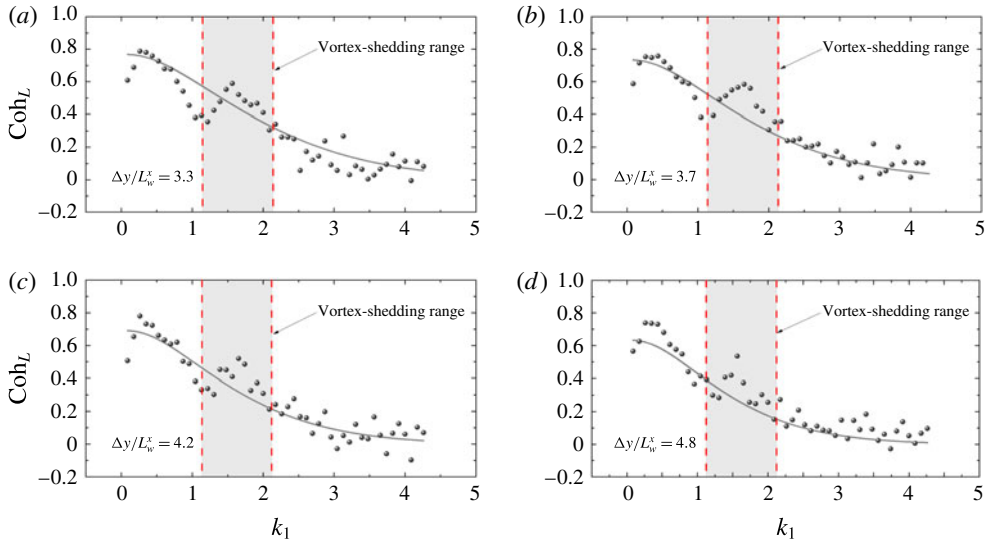 (a)
1.0
0.8
0.6
0.4
0.2
0
−0.2
Coh_L
Vortex-shedding range
Δy/L_w^x = 3.3
0 1 2 3 4 5
(b)
1.0
0.8
0.6
0.4
0.2
0
−0.2
Vortex-shedding range
Δy/L_w^x = 3.7
0 1 2 3 4 5
(c)
1.0
0.8
0.6
0.4
0.2
0
−0.2
Coh_L
Vortex-shedding range
Δy/L_w^x = 4.2
0 1 2 3 4 5
k_1
(d)
1.0
0.8
0.6
0.4
0.2
0
−0.2
Vortex-shedding range
Δy/L_w^x = 4.8
0 1 2 3 4 5
k_1